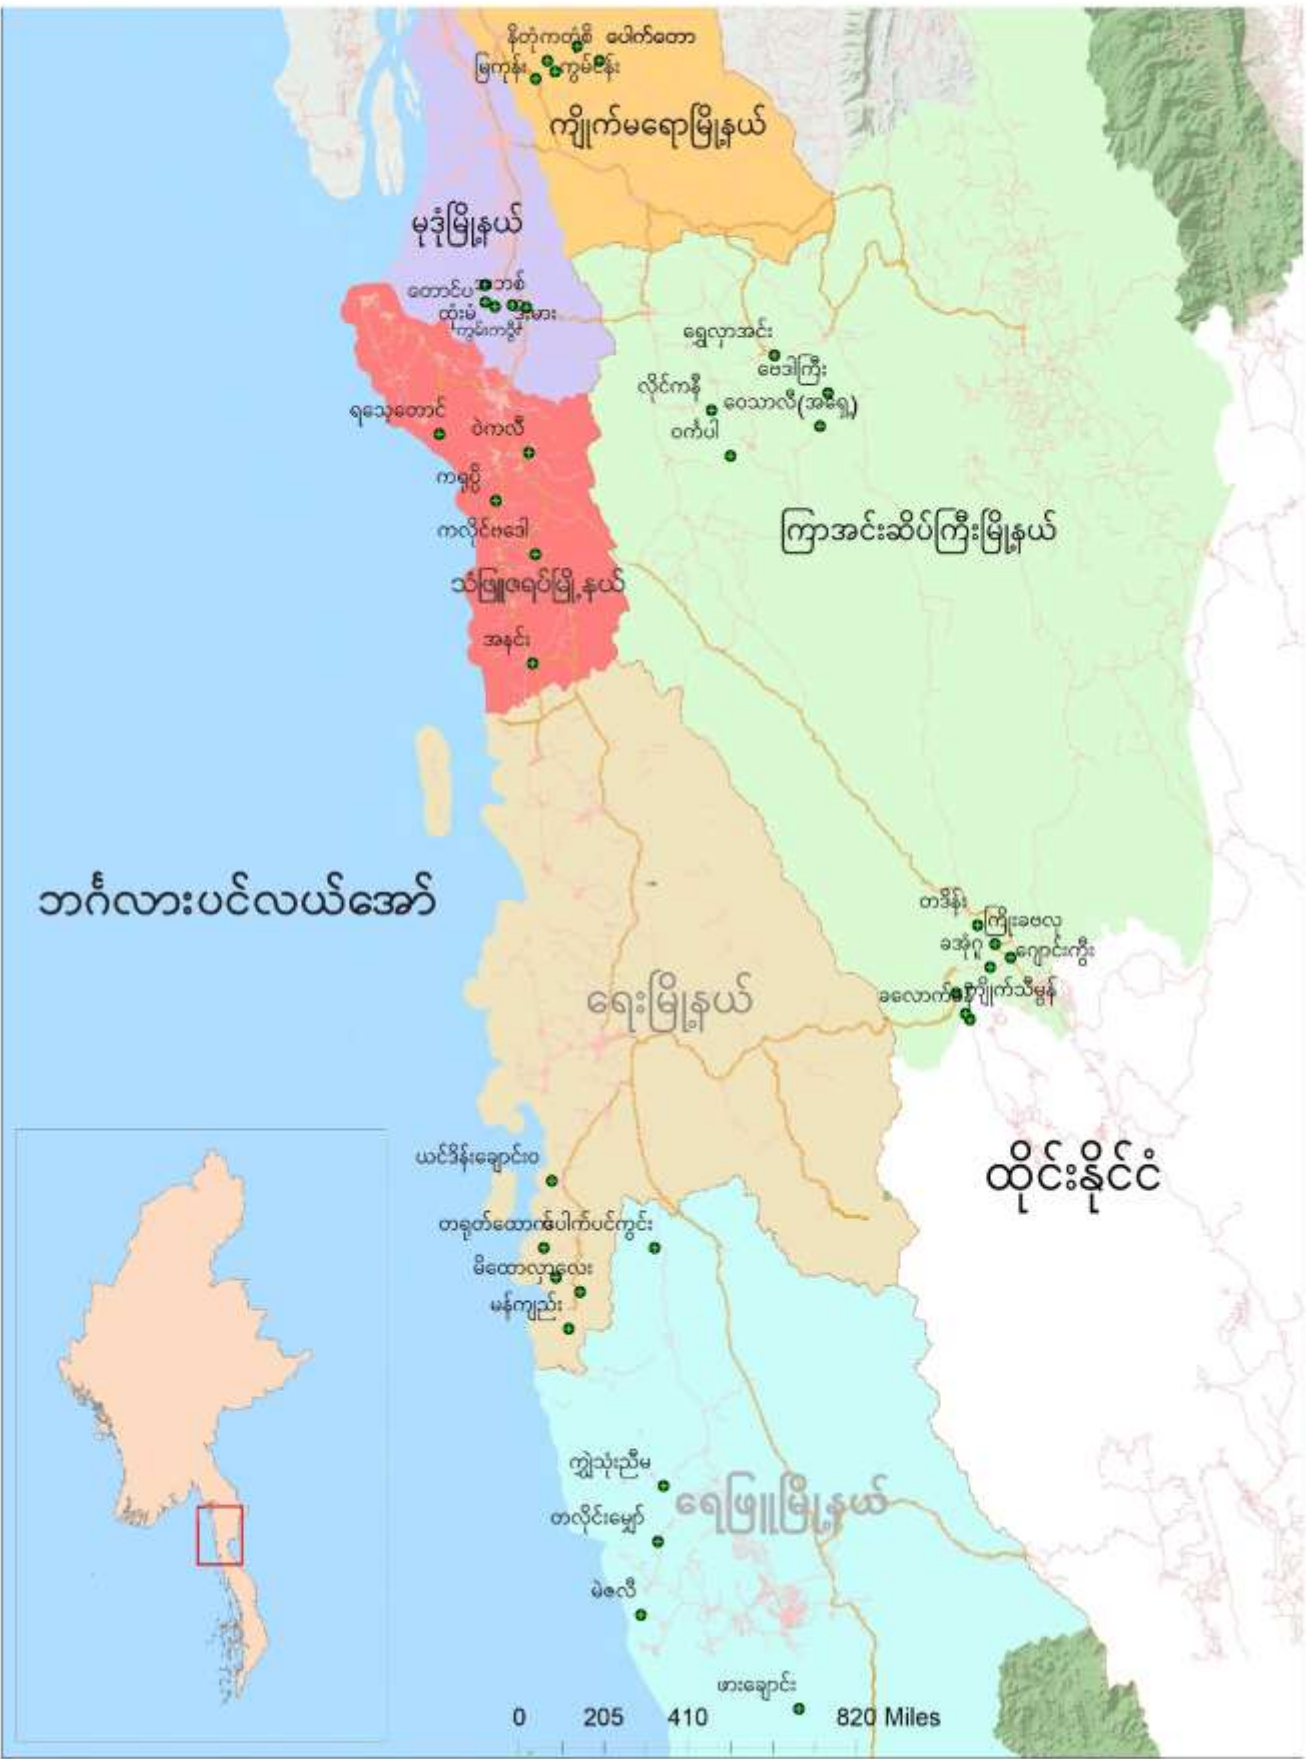 နိတုံကတုံစိ ပေါက်တော
မြကုန်း
ကျိုက်မရောမြို့နယ်
မုဒုံမြို့နယ်
တောင်ပ
ထုံးမံ
ရွှေလှာအင်း
ဗေဒါကြီး
လိုင်ကနီ
ဝေသာလီ(အရှေ့)
ရသေ့တောင်
ဝဲကလီ
ဝင်္ကပါ
ကရုပ္ပိ
ကလိုင်ဗဒေါ
ကြာအင်းဆိပ်ကြီးမြို့နယ်
သံဖြူဇရပ်မြို့နယ်
အနင်း
ဘင်္ဂလားပင်လယ်အော်
တဒိန်း
ကြိုးခဗလု
ခအုံဂူ
ဂျောင်းကွီး
ကျိုက်သီမွန်
ရေးမြို့နယ်
ထိုင်းနိုင်ငံ
ယင်ဒိန်းချောင်းဝ
တရုတ်ထောက်
ပေါက်ပင်ကွင်း
မိထောလှာလေး
မန်ကျည်း
ကျွဲသုံးညီမ
ရေဖြူမြို့နယ်
တလိုင်းမျှော်
မဲဇလီ
ဖားချောင်း
0 205 410 820 Miles